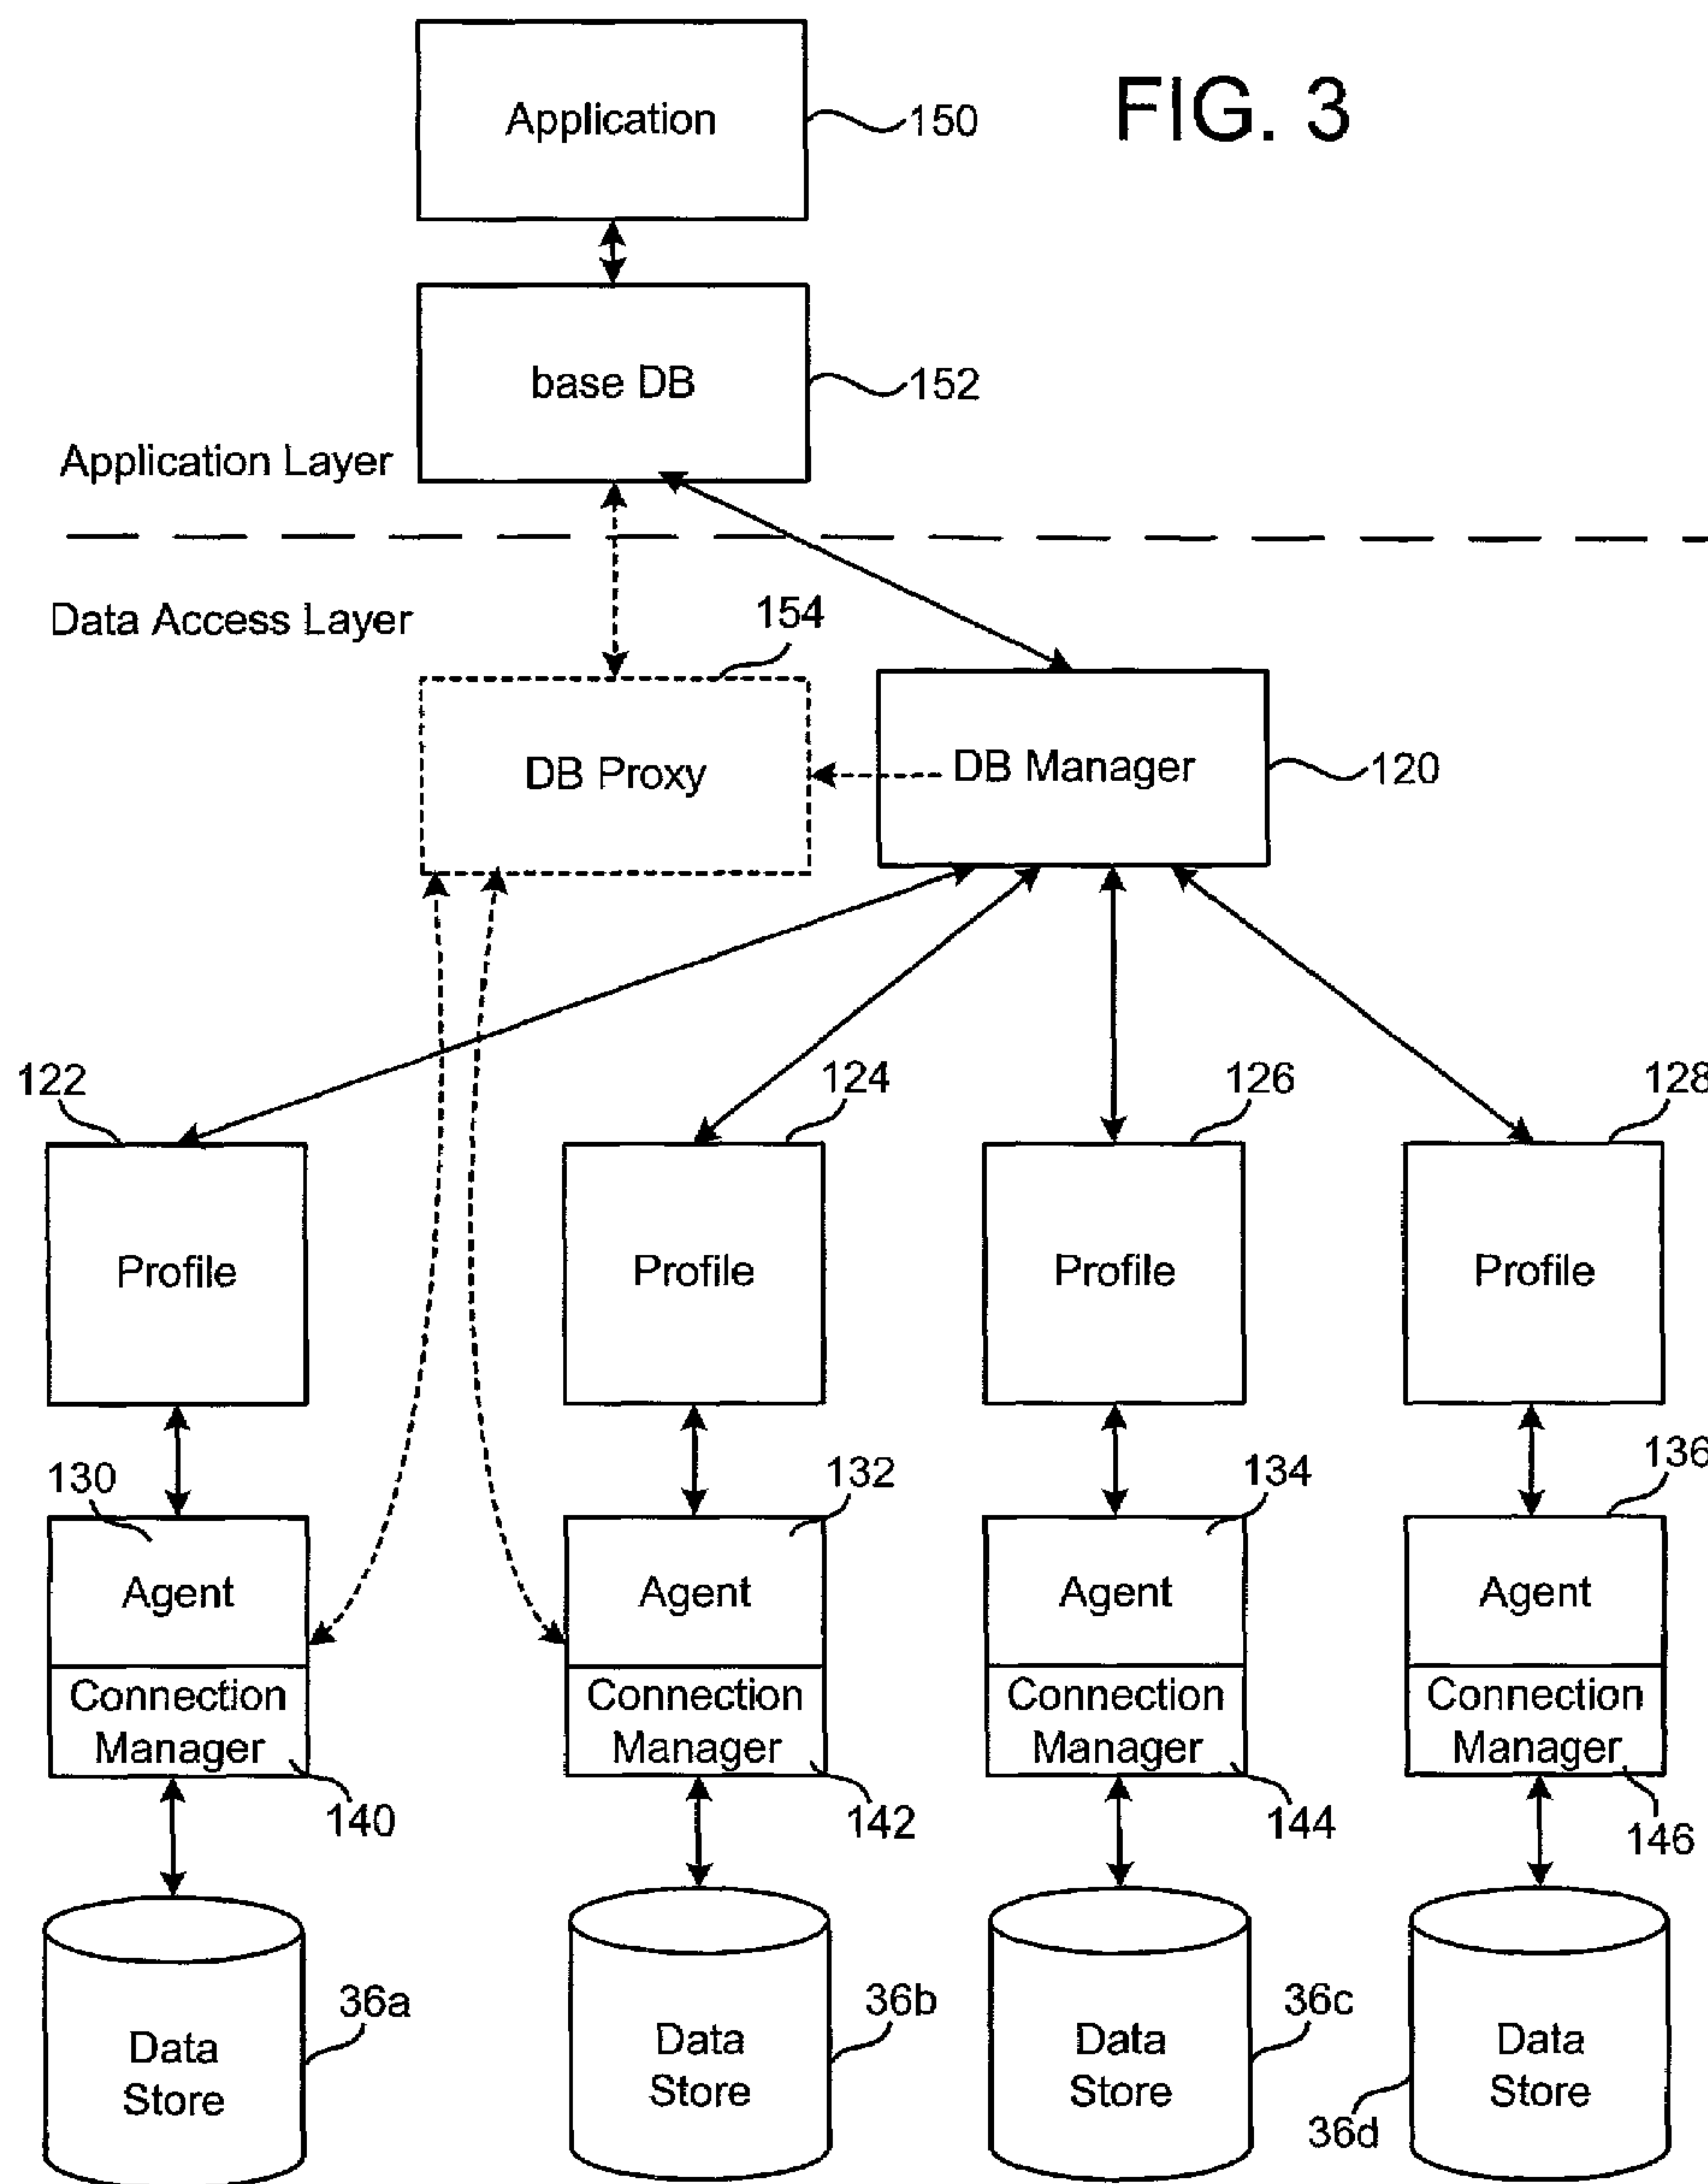 FIG. 3
Application
150
base DB
152
Application Layer
Data Access Layer
154
DB Proxy
DB Manager
120
122
124
126
128
Profile
Profile
Profile
Profile
130
132
134
136
Agent
Agent
Agent
Agent
Connection
Manager
Connection
Manager
Connection
Manager
Connection
Manager
140
142
144
146
36a
36b
36c
36d
Data
Store
Data
Store
Data
Store
Data
Store